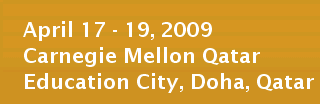 April 17 - 19, 2009
Carnegie Mellon Qatar
Education City, Doha, Qatar